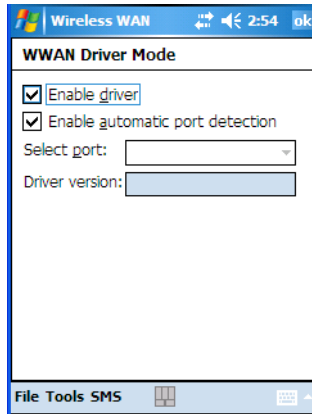 Wireless WAN 2:54 ok
WWAN Driver Mode
Enable driver
Enable automatic port detection
Select port:
Driver version:
File Tools SMS